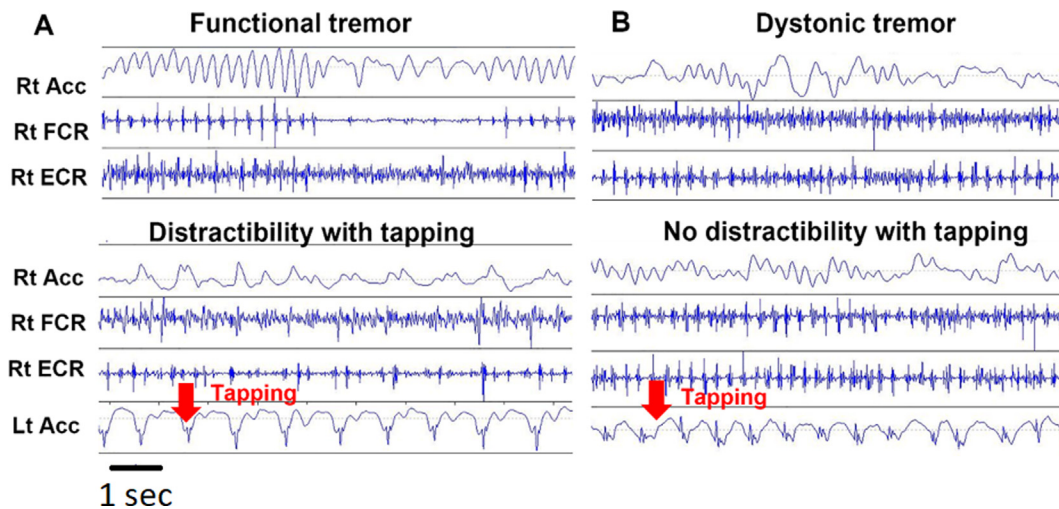 A
Functional tremor
Rt Acc
Rt FCR
Rt ECR
Distractibility with tapping
Rt Acc
Rt FCR
Rt ECR
Tapping
Lt Acc
1 sec
B
Dystonic tremor
No distractibility with tapping
Tapping